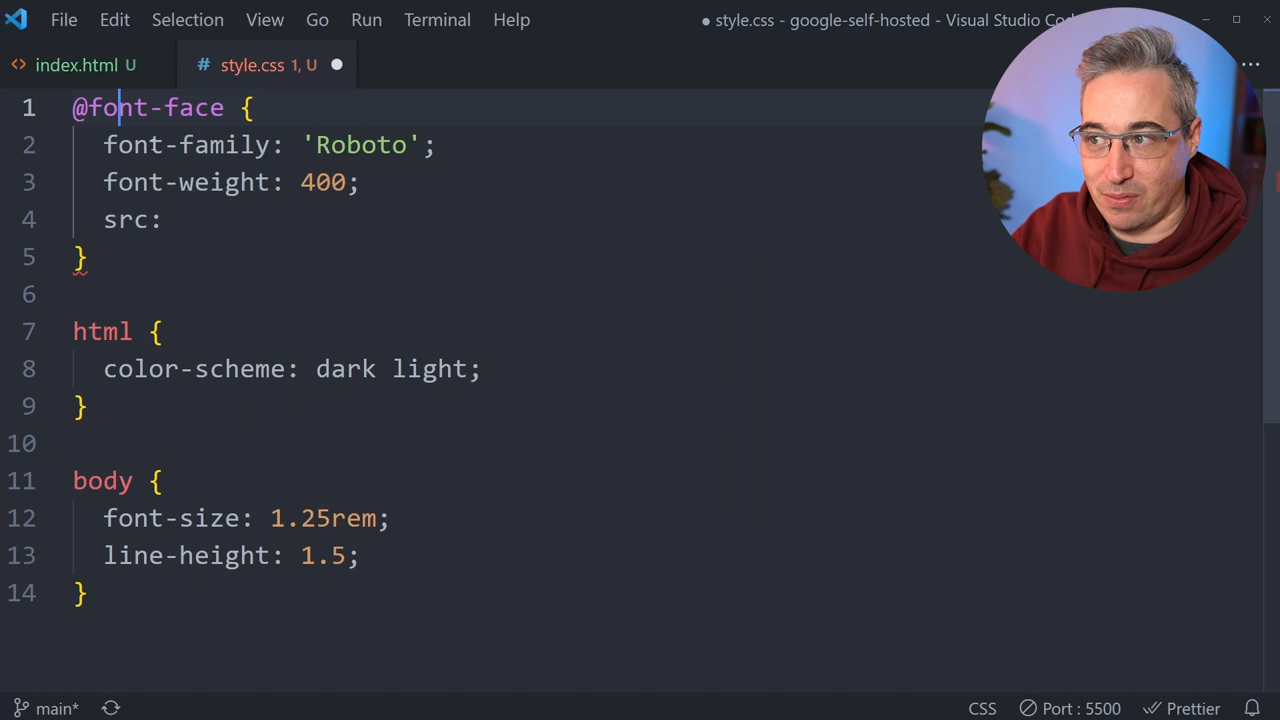 File Edit Selection View Go Run Terminal Help
● style.css - google-self-hosted - Visual Studio
index.html U
# style.css 1, U
1 @font-face {
2 font-family: 'Roboto';
3 font-weight: 400;
4 src:
5 }
6
7 html {
8 color-scheme: dark light;
9 }
10
11 body {
12 font-size: 1.25rem;
13 line-height: 1.5;
14 }
main* CSS Port : 5500 Prettier